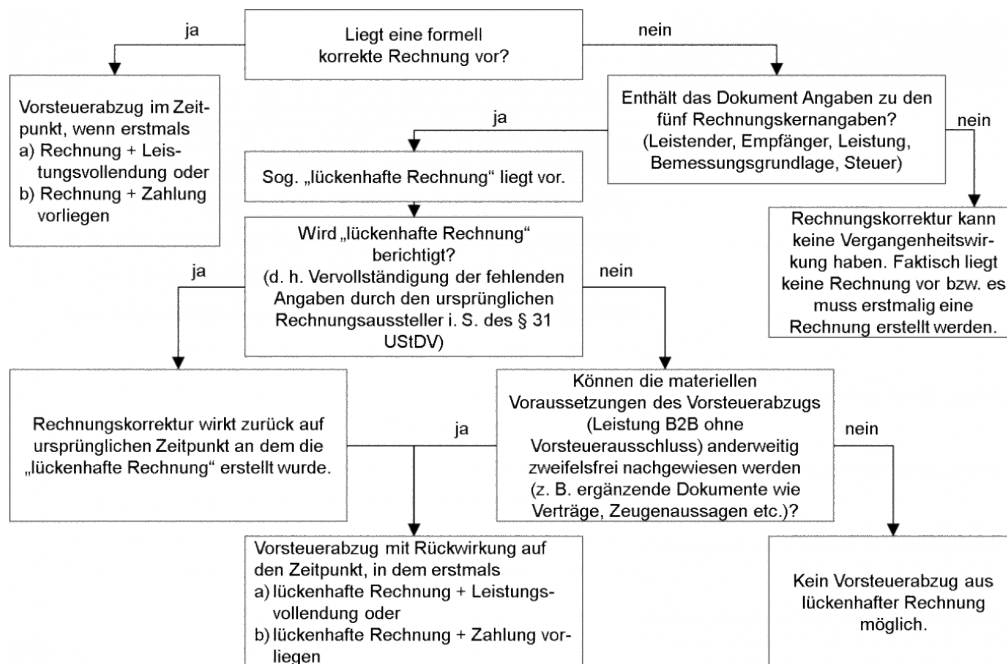 ja
Liegt eine formell
korrekte Rechnung vor?
nein
Vorsteuerabzug im Zeit-
punkt, wenn erstmals
a) Rechnung + Leis-
tungsvollendung oder
b) Rechnung + Zahlung
vorliegen
Enthält das Dokument Angaben zu den
fünf Rechnungskernangaben?
(Leistender, Empfänger, Leistung,
Bemessungsgrundlage, Steuer)
ja
nein
Sog. „lückenhafte Rechnung“ liegt vor.
Rechnungskorrektur kann
keine Vergangenheitswir-
kung haben. Faktisch liegt
keine Rechnung vor bzw. es
muss erstmalig eine
Rechnung erstellt werden.
Wird „lückenhafte Rechnung“
berichtigt?
(d. h. Vervollständigung der fehlenden
Angaben durch den ursprünglichen
Rechnungsaussteller i. S. des § 31
UStDV)
ja
nein
Rechnungskorrektur wirkt zurück auf
ursprünglichen Zeitpunkt an dem die
„lückenhafte Rechnung“ erstellt wurde.
Können die materiellen
Voraussetzungen des Vorsteuerabzugs
(Leistung B2B ohne
Vorsteuerausschluss) anderweitig
zweifelsfrei nachgewiesen werden
(z. B. ergänzende Dokumente wie
Verträge, Zeugenaussagen etc.)?
ja
nein
Vorsteuerabzug mit Rückwirkung auf
den Zeitpunkt, in dem erstmals
a) lückenhafte Rechnung + Leistungs-
vollendung oder
b) lückenhafte Rechnung + Zahlung vor-
liegen
Kein Vorsteuerabzug aus
lückenhafter Rechnung
möglich.